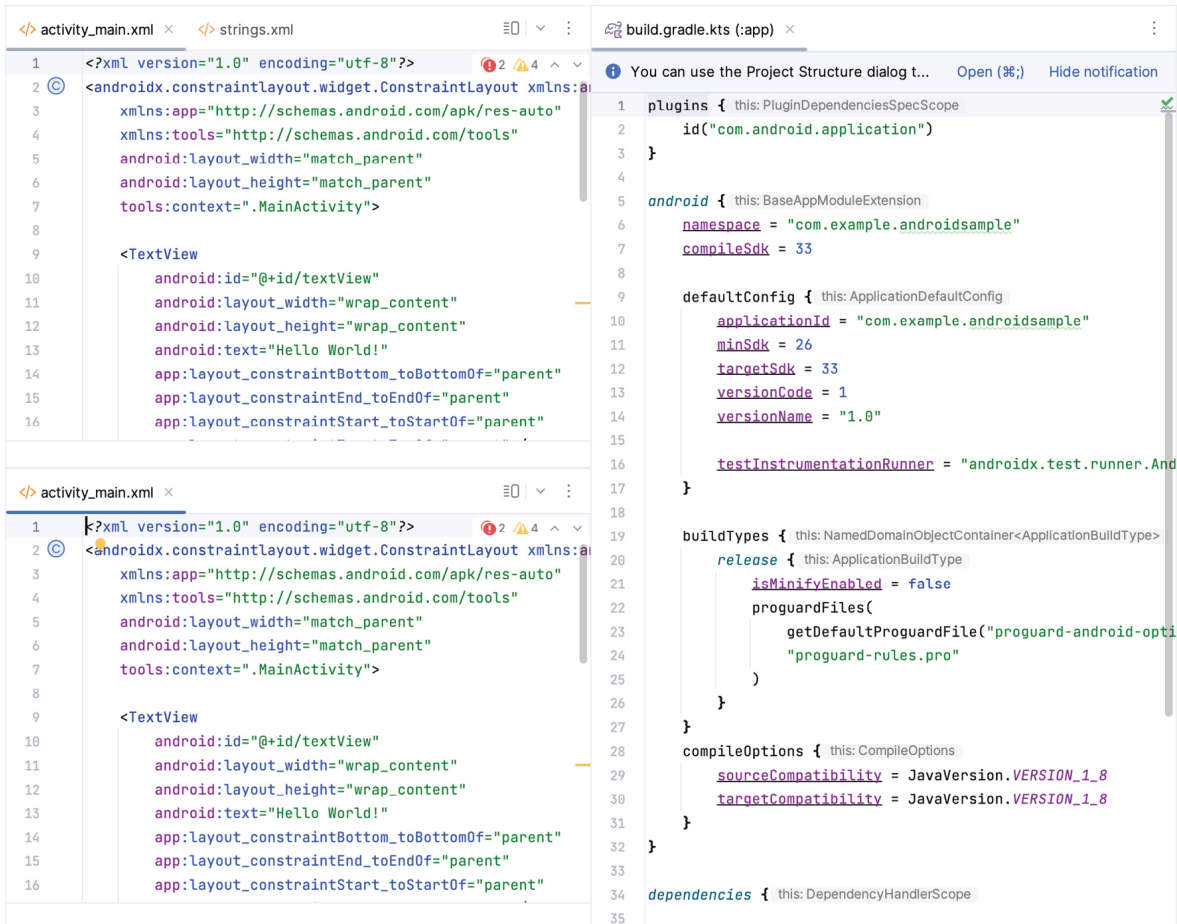 activity_main.xml
strings.xml
1 <?xml version="1.0" encoding="utf-8"?>
2 4
2 <androidx.constraintlayout.widget.ConstraintLayout xmlns:a
3 xmlns:app="http://schemas.android.com/apk/res-auto"
4 xmlns:tools="http://schemas.android.com/tools"
5 android:layout_width="match_parent"
6 android:layout_height="match_parent"
7 tools:context=".MainActivity">
8
9 <TextView
10 android:id="@+id/textView"
11 android:layout_width="wrap_content"
12 android:layout_height="wrap_content"
13 android:text="Hello World!"
14 app:layout_constraintBottom_toBottomOf="parent"
15 app:layout_constraintEnd_toEndOf="parent"
16 app:layout_constraintStart_toStartOf="parent"
activity_main.xml
1 <?xml version="1.0" encoding="utf-8"?>
2 4
2 <androidx.constraintlayout.widget.ConstraintLayout xmlns:a
3 xmlns:app="http://schemas.android.com/apk/res-auto"
4 xmlns:tools="http://schemas.android.com/tools"
5 android:layout_width="match_parent"
6 android:layout_height="match_parent"
7 tools:context=".MainActivity">
8
9 <TextView
10 android:id="@+id/textView"
11 android:layout_width="wrap_content"
12 android:layout_height="wrap_content"
13 android:text="Hello World!"
14 app:layout_constraintBottom_toBottomOf="parent"
15 app:layout_constraintEnd_toEndOf="parent"
16 app:layout_constraintStart_toStartOf="parent"
build.gradle.kts (:app)
You can use the Project Structure dialog t... Open (⌘;) Hide notification
1 plugins { this: PluginDependenciesSpecScope
2 id("com.android.application")
3 }
4
5 android { this: BaseAppModuleExtension
6 namespace = "com.example.androidsample"
7 compileSdk = 33
8
9 defaultConfig { this: ApplicationDefaultConfig
10 applicationId = "com.example.androidsample"
11 minSdk = 26
12 targetSdk = 33
13 versionCode = 1
14 versionName = "1.0"
15
16 testInstrumentationRunner = "androidx.test.runner.And
17 }
18
19 buildTypes { this: NamedDomainObjectContainer<ApplicationBuildType>
20 release { this: ApplicationBuildType
21 isMinifyEnabled = false
22 proguardFiles(
23 getDefaultProguardFile("proguard-android-opti
24 "proguard-rules.pro"
25 )
26 }
27 }
28 compileOptions { this: CompileOptions
29 sourceCompatibility = JavaVersion.VERSION_1_8
30 targetCompatibility = JavaVersion.VERSION_1_8
31 }
32 }
33
34 dependencies { this: DependencyHandlerScope
35